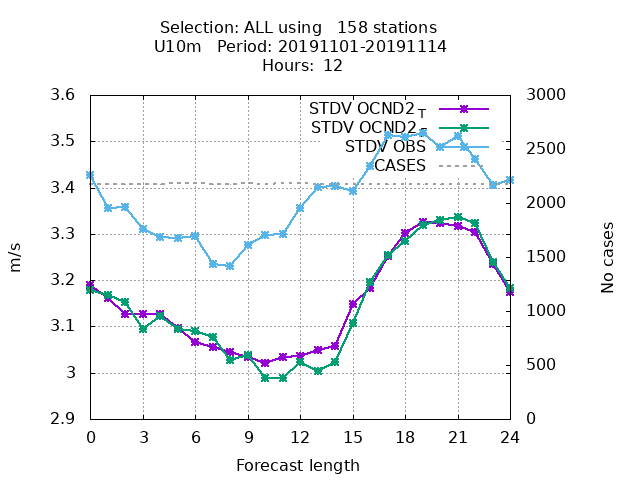 Selection: ALL using   158 stations
U10m   Period: 20191101-20191114
Hours:  12
3.6
3.5
3.4
3.3
3.2
3.1
3
2.9
m/s
3000
2500
2000
1500
1000
500
0
No cases
STDV OCND2 T
STDV OCND2
STDV OBS
CASES
0 3 6 9 12 15 18 21 24
Forecast length